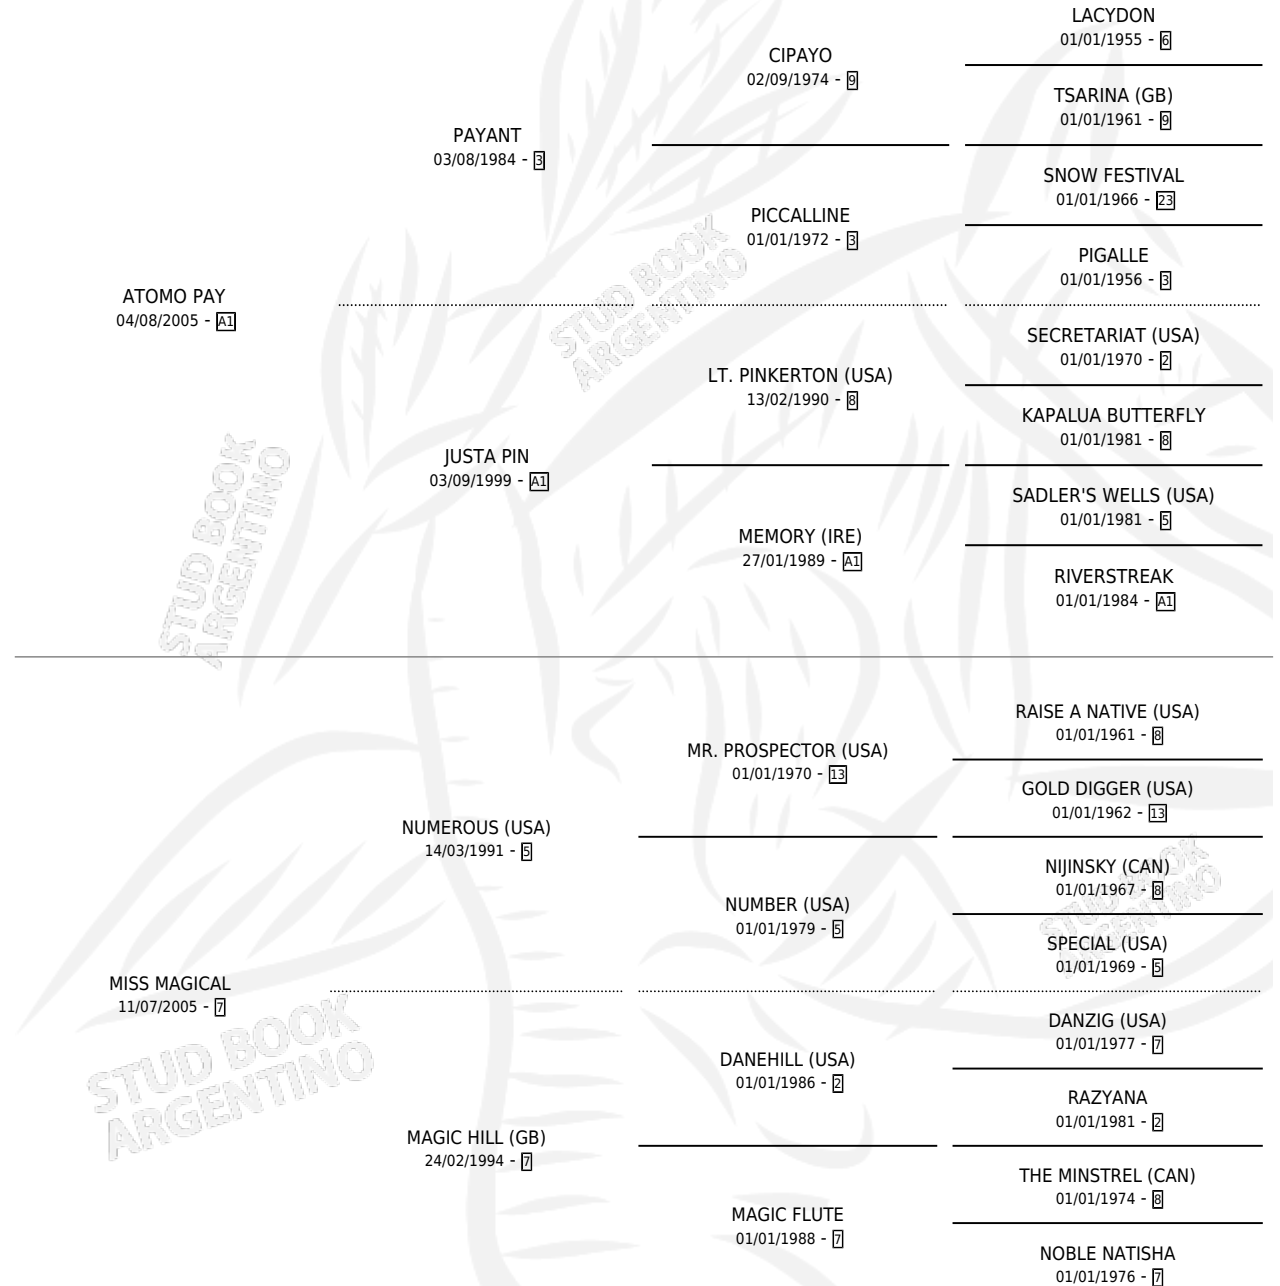 LACYDON
01/01/1955 - 6
CIPAYO
02/09/1974 - 9
TSARINA (GB)
01/01/1961 - 9
PAYANT
03/08/1984 - 3
SNOW FESTIVAL
01/01/1966 - 23
PICCALLINE
01/01/1972 - 3
PIGALLE
01/01/1956 - 3
ATOMO PAY
04/08/2005 - A1
SECRETARIAT (USA)
01/01/1970 - 2
LT. PINKERTON (USA)
13/02/1990 - 8
KAPALUA BUTTERFLY
01/01/1981 - 8
JUSTA PIN
03/09/1999 - A1
SADLER'S WELLS (USA)
01/01/1981 - 5
MEMORY (IRE)
27/01/1989 - A1
RIVERSTREAK
01/01/1984 - A1
RAISE A NATIVE (USA)
01/01/1961 - 8
MR. PROSPECTOR (USA)
01/01/1970 - 13
GOLD DIGGER (USA)
01/01/1962 - 13
NUMEROUS (USA)
14/03/1991 - 5
NIJINSKY (CAN)
01/01/1967 - 8
NUMBER (USA)
01/01/1979 - 5
SPECIAL (USA)
01/01/1969 - 5
MISS MAGICAL
11/07/2005 - 7
DANZIG (USA)
01/01/1977 - 7
DANEHILL (USA)
01/01/1986 - 2
RAZYANA
01/01/1981 - 2
MAGIC HILL (GB)
24/02/1994 - 7
THE MINSTREL (CAN)
01/01/1974 - 8
MAGIC FLUTE
01/01/1988 - 7
NOBLE NATISHA
01/01/1976 - 7
STUD BOOK
ARGENTINO
STUD BOOK
ARGENTINO
STUD BOOK
ARGENTINO
STUD BOOK
ARGENTINO